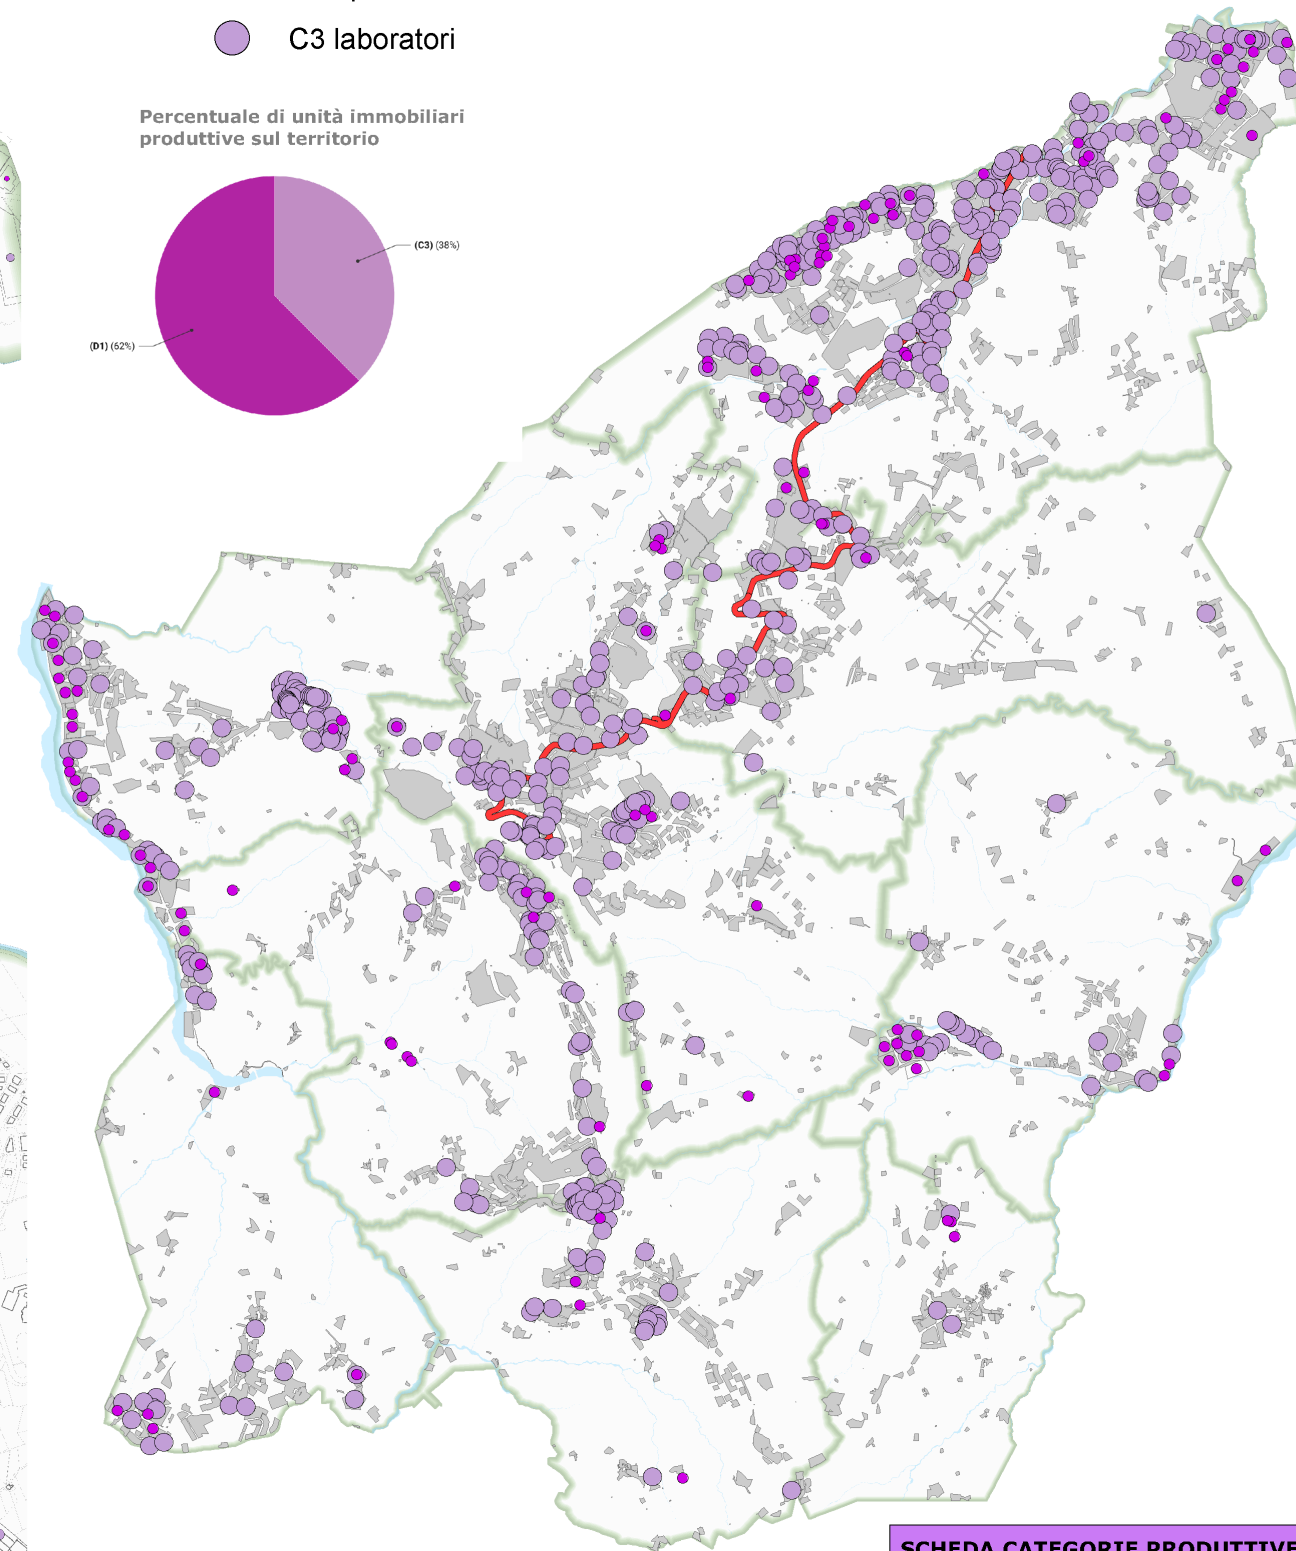 C3 laboratori
Percentuale di unità immobiliari
produttive sul territorio
(C3) (38%)
(D1) (62%)
SCHEDA CATEGORIE PRODUTTIVE